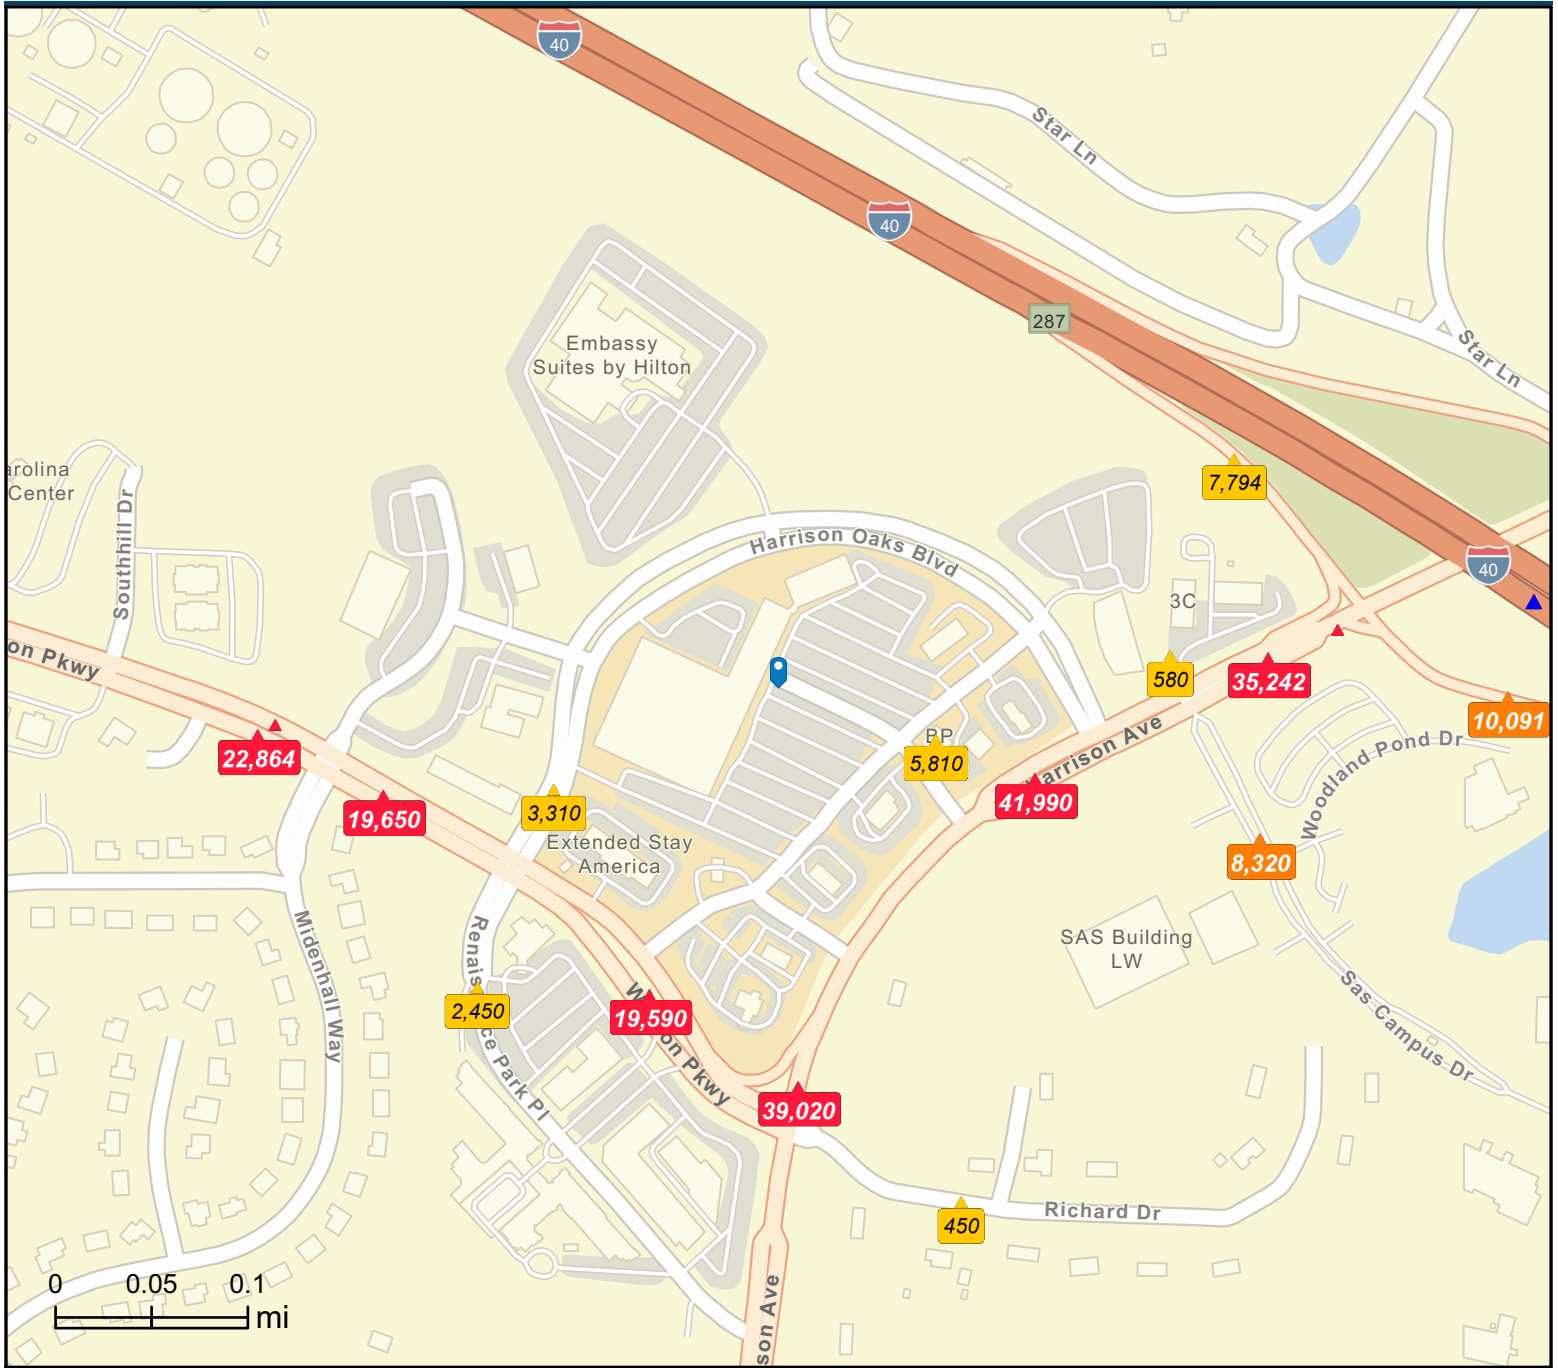 40
Star Ln
40
287
Embassy
Suites by Hilton
Star Ln
arolina
Center
7,794
Southill Dr
Harrison Oaks Blvd
40
3C
on Pkwy
580
35,242
10,091
22,864
BP
5,810
Harrison Ave
Woodland Pond Dr
41,990
19,650
3,310
Extended Stay
America
8,320
Midenhall Way
SAS Building
LW
Renais
ce Park Pl
2,450
W
on Pkwy
19,590
Sas Campus Dr
39,020
450
Richard Dr
son Ave
0 0.05 0.1
mi